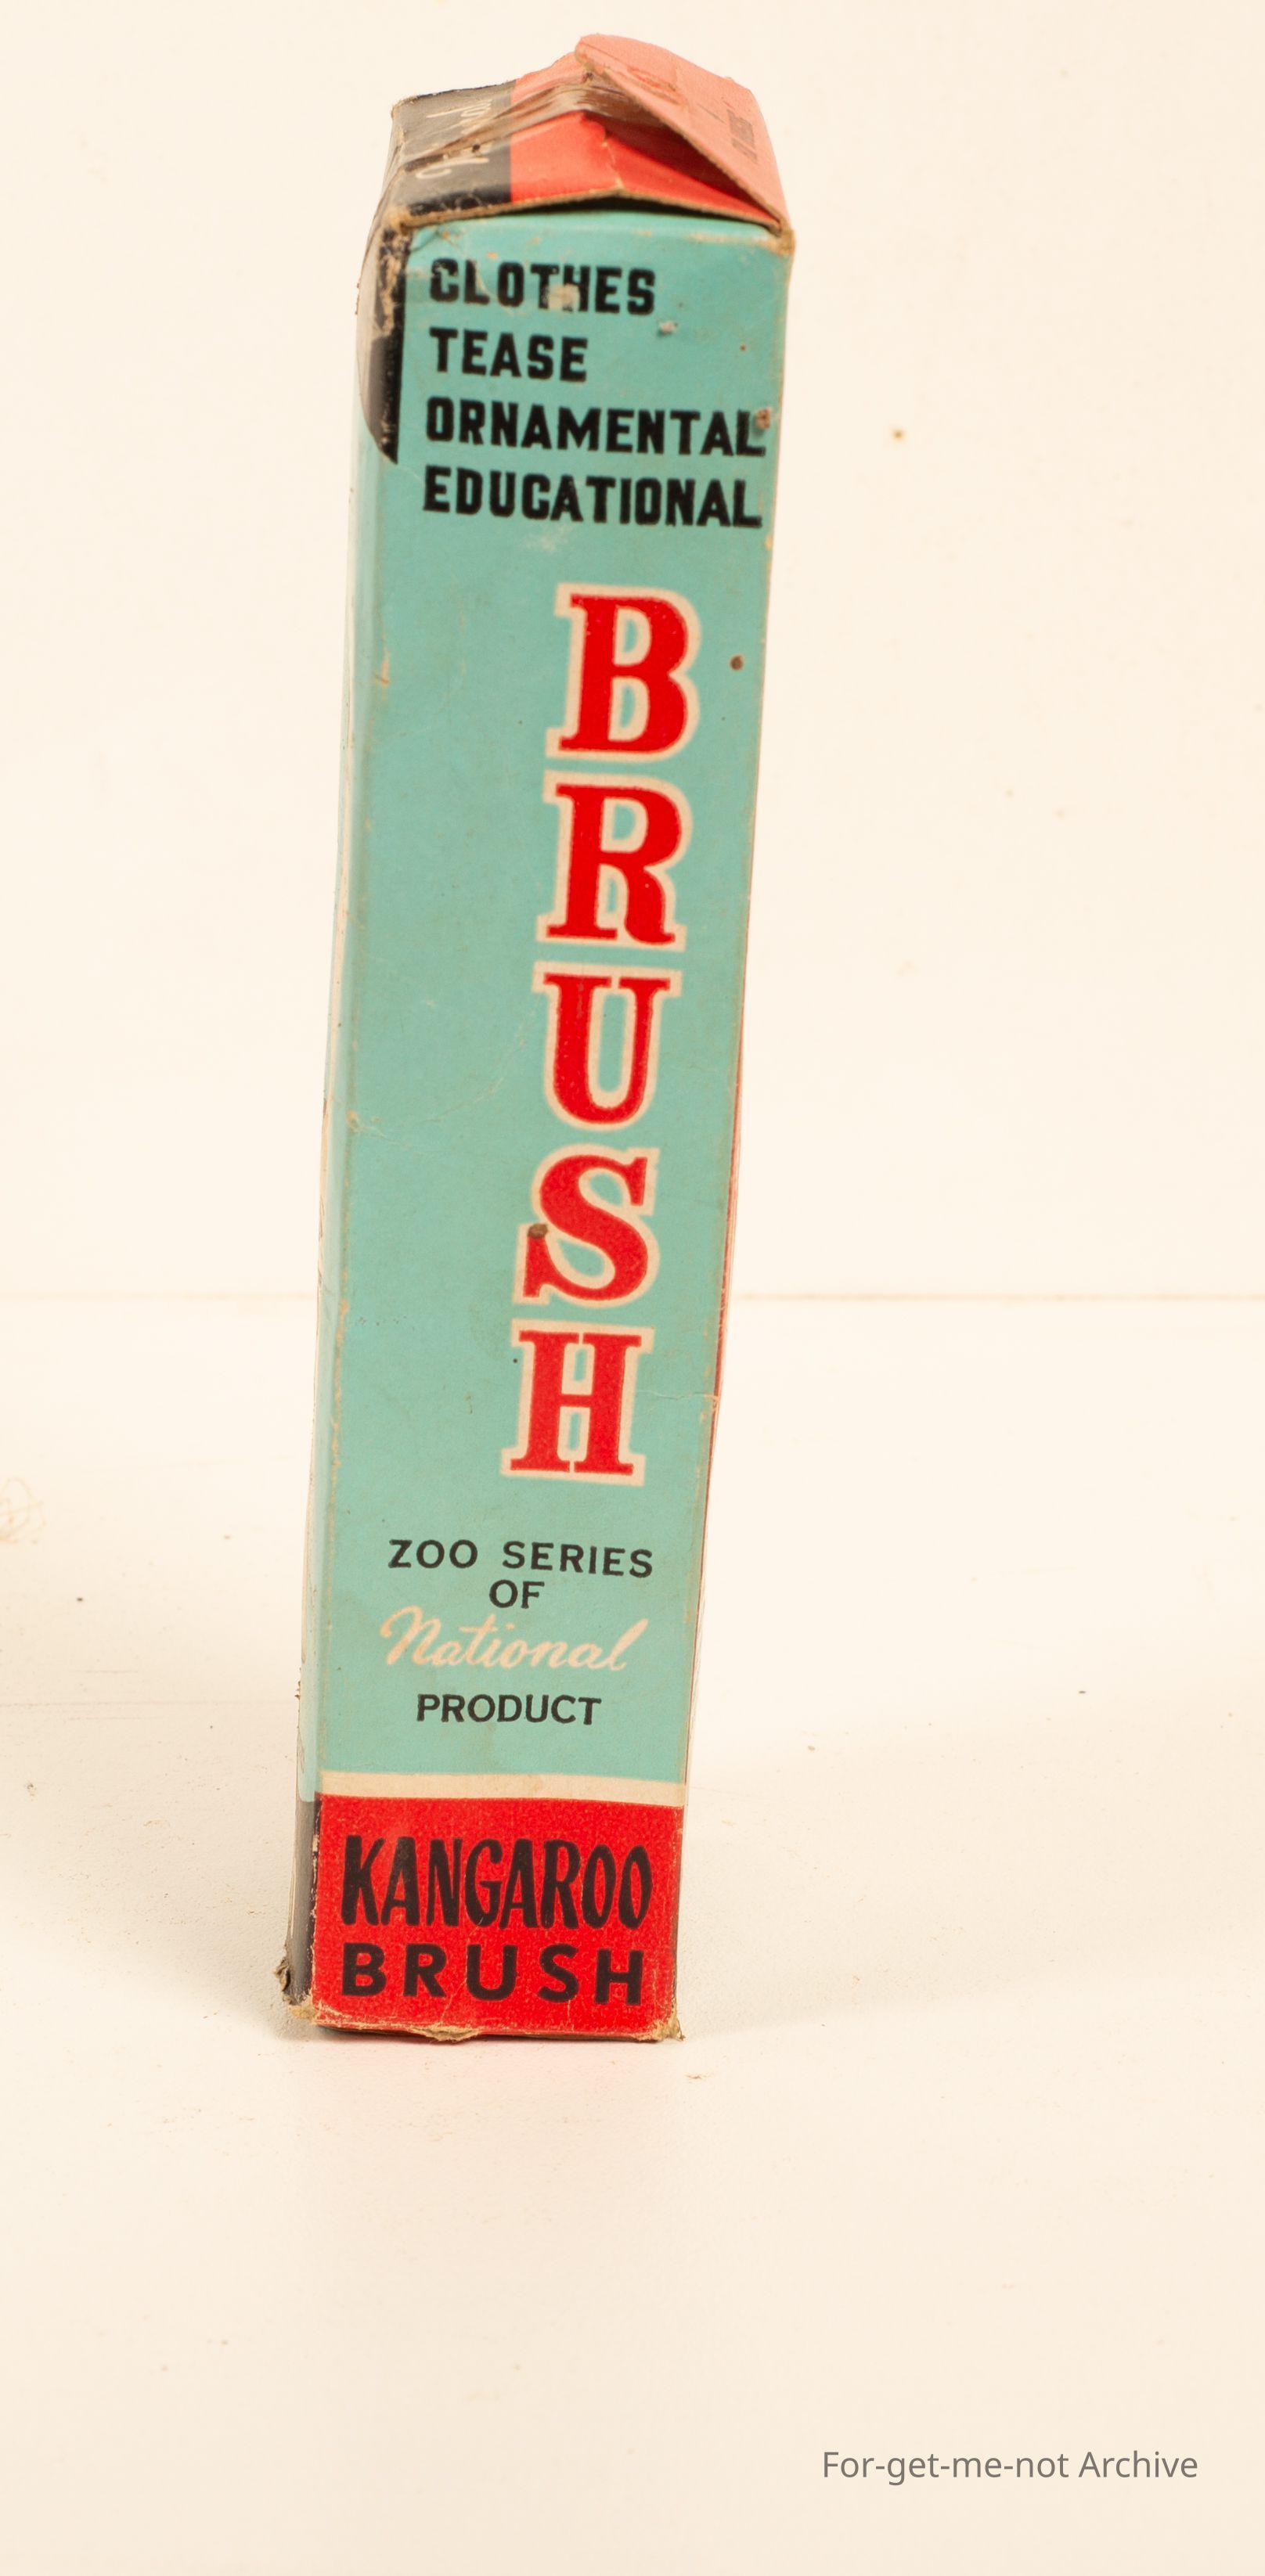 CLOTHES
TEASE
ORNAMENTAL
EDUCATIONAL
BRUSH
ZOO SERIES
OF
National
PRODUCT
KANGAROO
BRUSH
For-get-me-not Archive